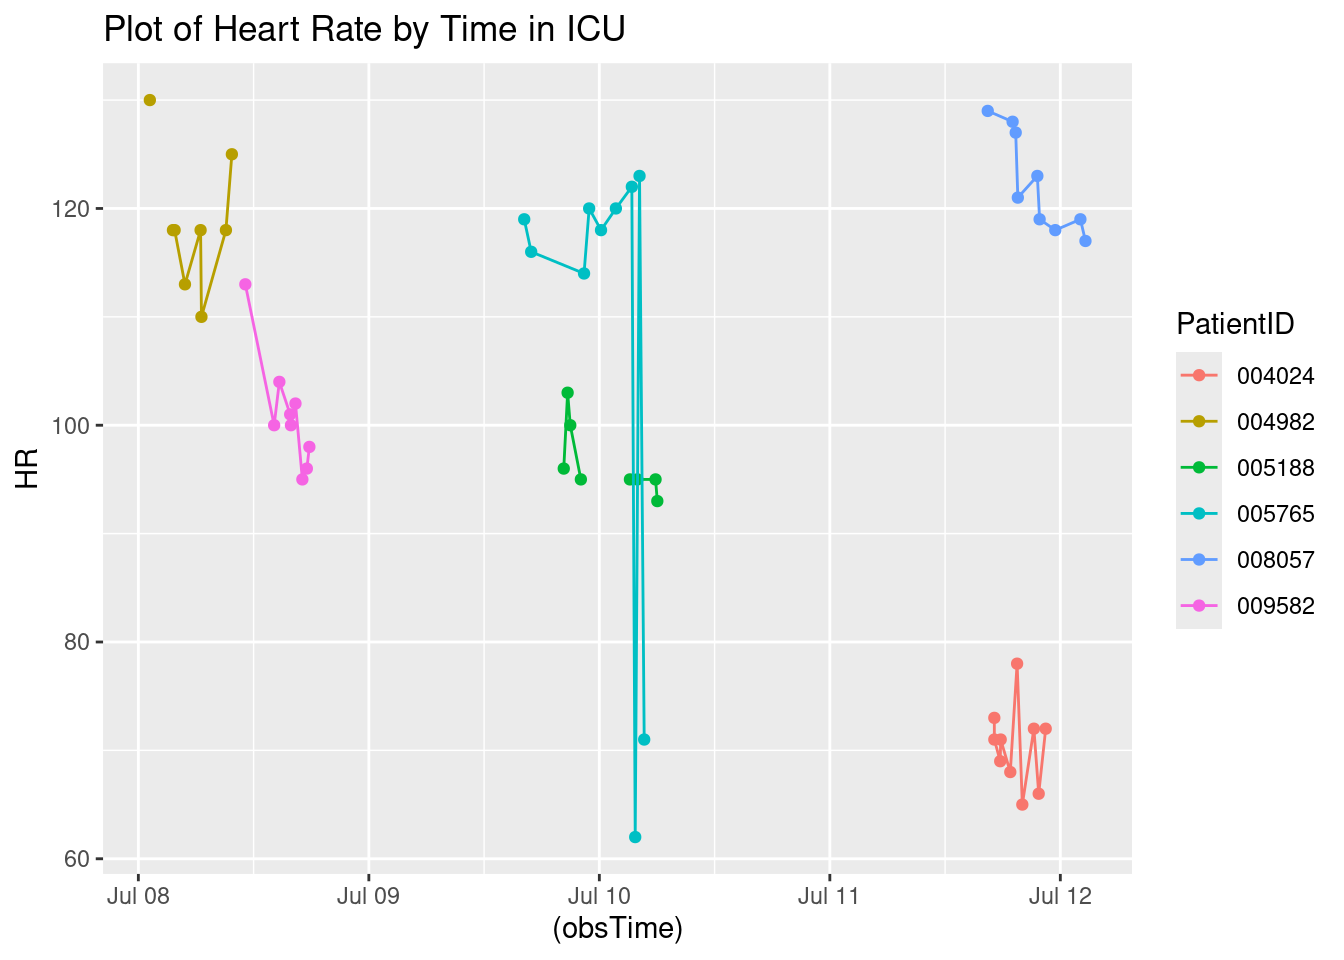 Plot of Heart Rate by Time in ICU
HR
120
100
80
60
Jul 08
Jul 09
Jul 10
Jul 11
Jul 12
(obsTime)
PatientID
004024
004982
005188
005765
008057
009582